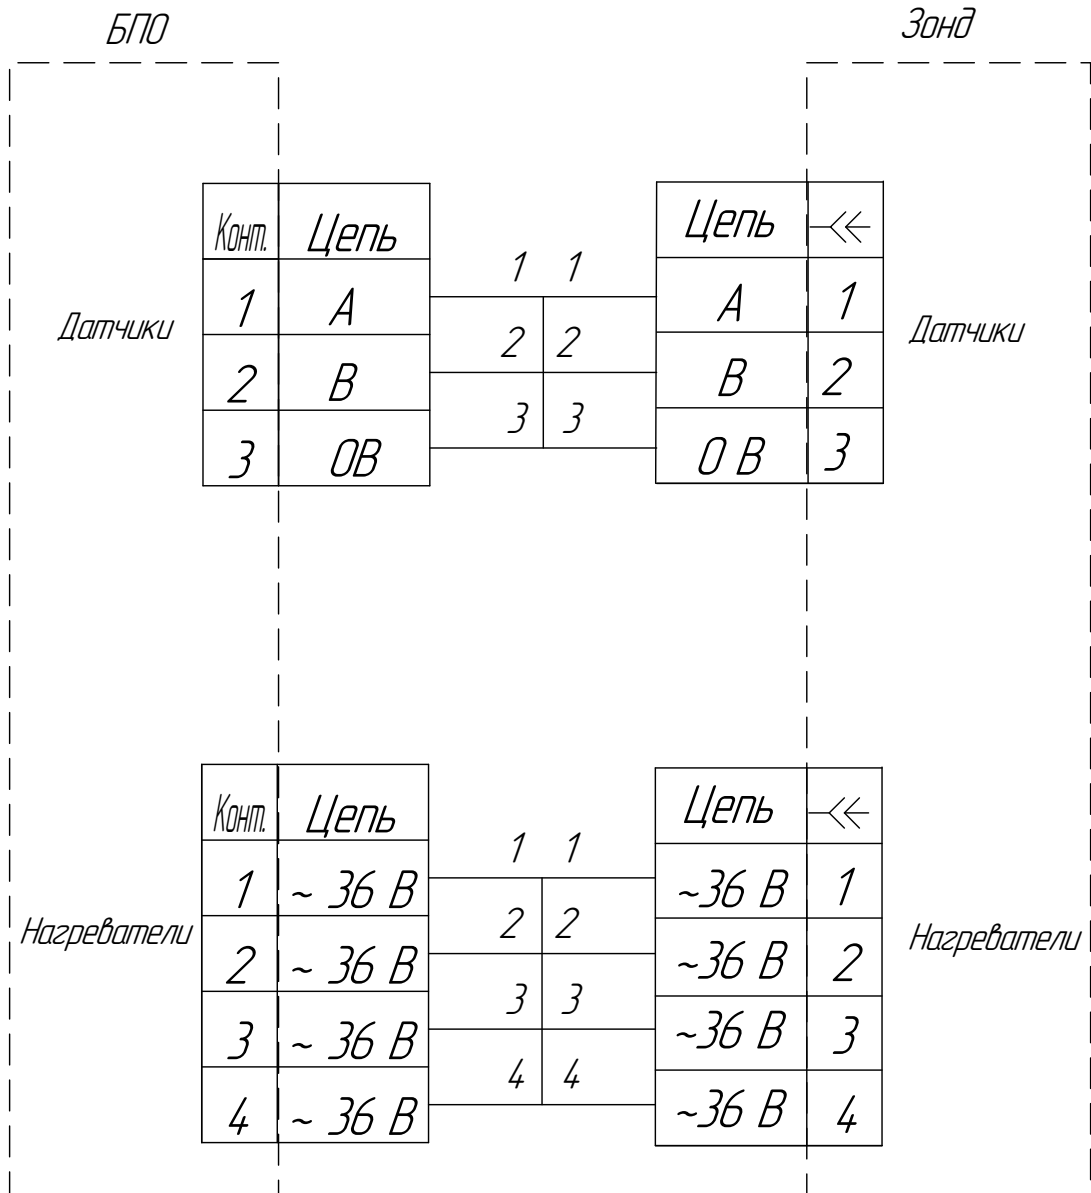 БПО
Зонд
Конт. Цепь
1 А
2 В
3 0В
Датчики
1 1
2 2
3 3
Цепь
А 1
В 2
0 В 3
Датчики
Конт. Цепь
1 ~ 36 В
2 ~ 36 В
3 ~ 36 В
4 ~ 36 В
Нагреватели
1 1
2 2
3 3
4 4
Цепь
~36 В 1
~36 В 2
~36 В 3
~36 В 4
Нагреватели